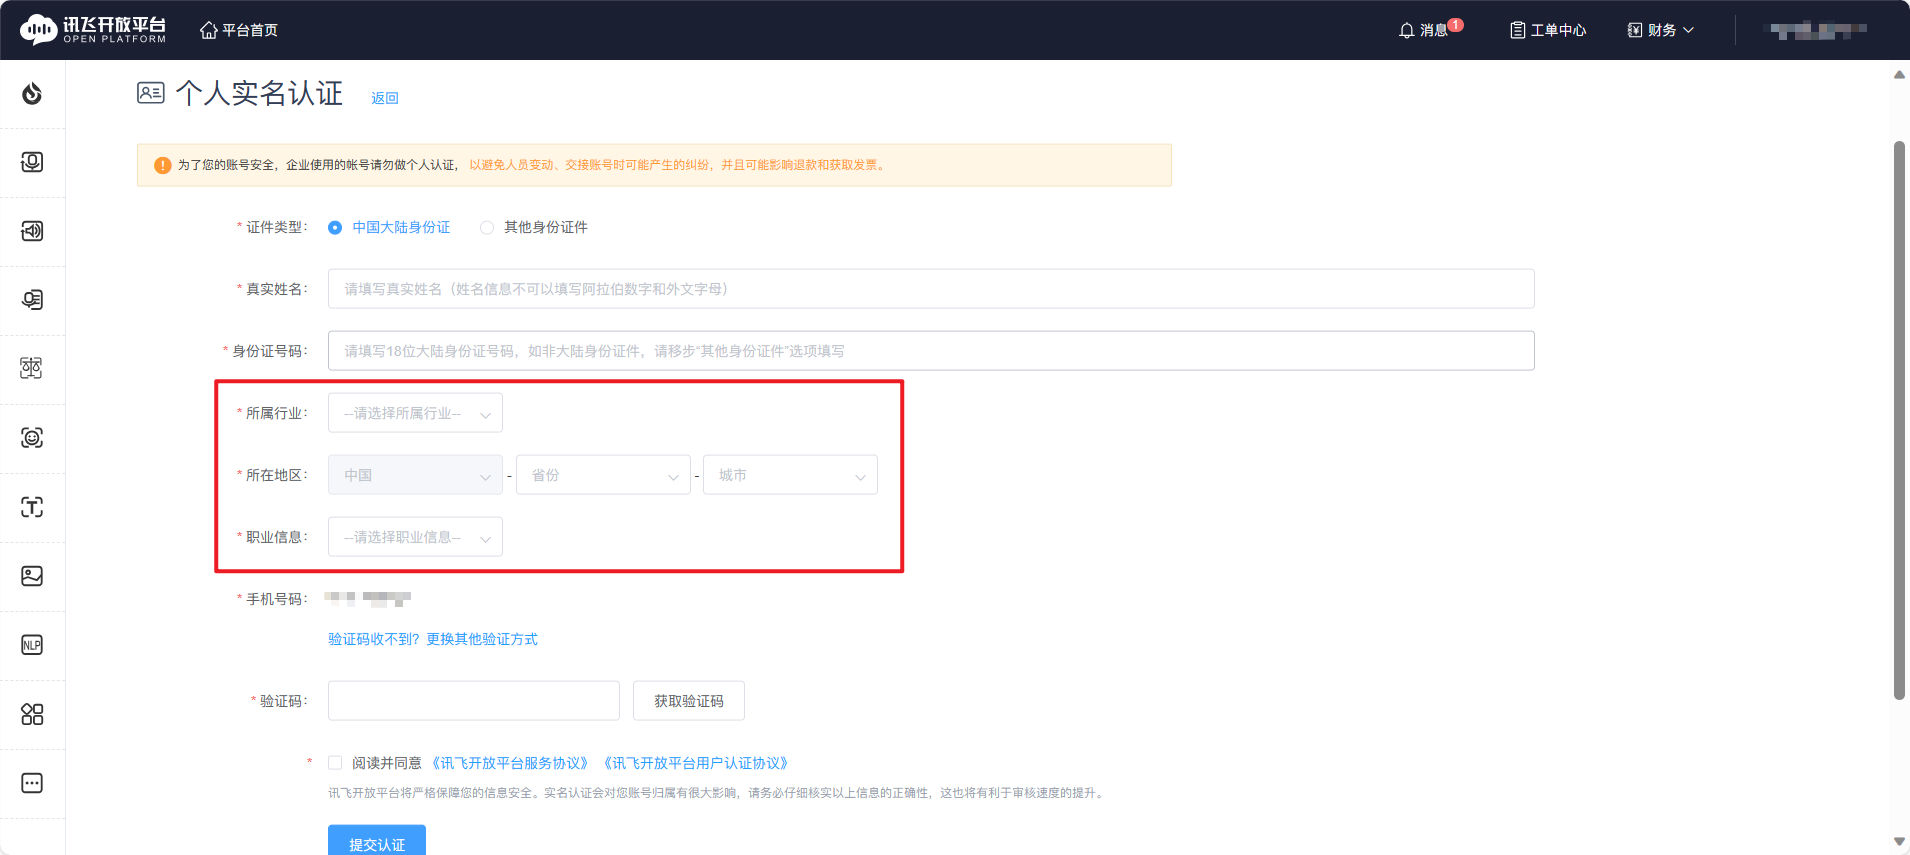 讯飞开放平台
OPEN PLATFORM
平台首页
消息 1
工单中心
财务
个人实名认证 返回
为了您的账号安全，企业使用的帐号请勿做个人认证， 以避免人员变动、交接账号时可能产生的纠纷，并且可能影响退款和获取发票。
* 证件类型： 中国大陆身份证 其他身份证件
* 真实姓名： 请填写真实姓名（姓名信息不可以填写阿拉伯数字和外文字母）
* 身份证号码： 请填写18位大陆身份证号码，如非大陆身份证件，请移步“其他身份证件”选项填写
* 所属行业： --请选择所属行业--
* 所在地区： 中国 - 省份 - 城市
* 职业信息： --请选择职业信息--
* 手机号码：
验证码收不到？更换其他验证方式
* 验证码： 获取验证码
* 阅读并同意 《讯飞开放平台服务协议》 《讯飞开放平台用户认证协议》
讯飞开放平台将严格保障您的信息安全。实名认证会对您账号归属有很大影响，请务必仔细核实以上信息的正确性，这也将有利于审核速度的提升。
提交认证
T
NLP